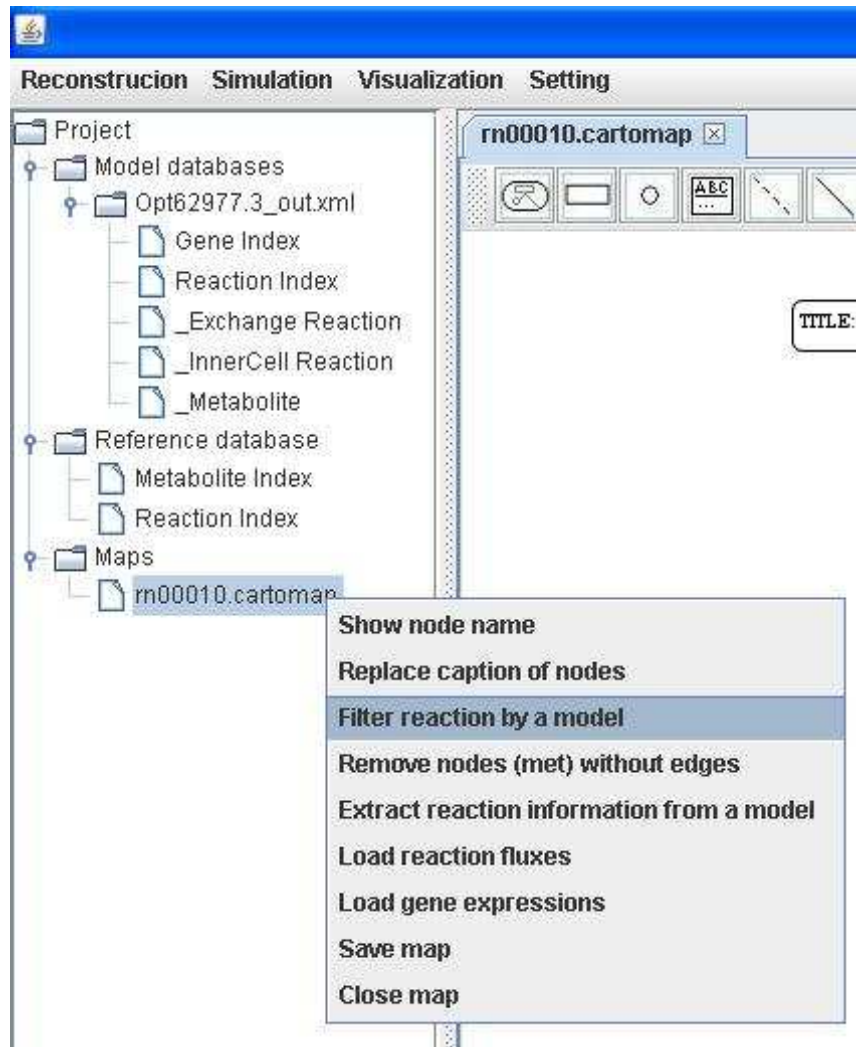 Reconstrucion Simulation Visualization Setting
Project
Model databases
Opt62977.3_out.xml
Gene Index
Reaction Index
_Exchange Reaction
_InnerCell Reaction
_Metabolite
Reference database
Metabolite Index
Reaction Index
Maps
rn00010.cartomap
rn00010.cartomap
ABC
...
TITLE:
Show node name
Replace caption of nodes
Filter reaction by a model
Remove nodes (met) without edges
Extract reaction information from a model
Load reaction fluxes
Load gene expressions
Save map
Close map